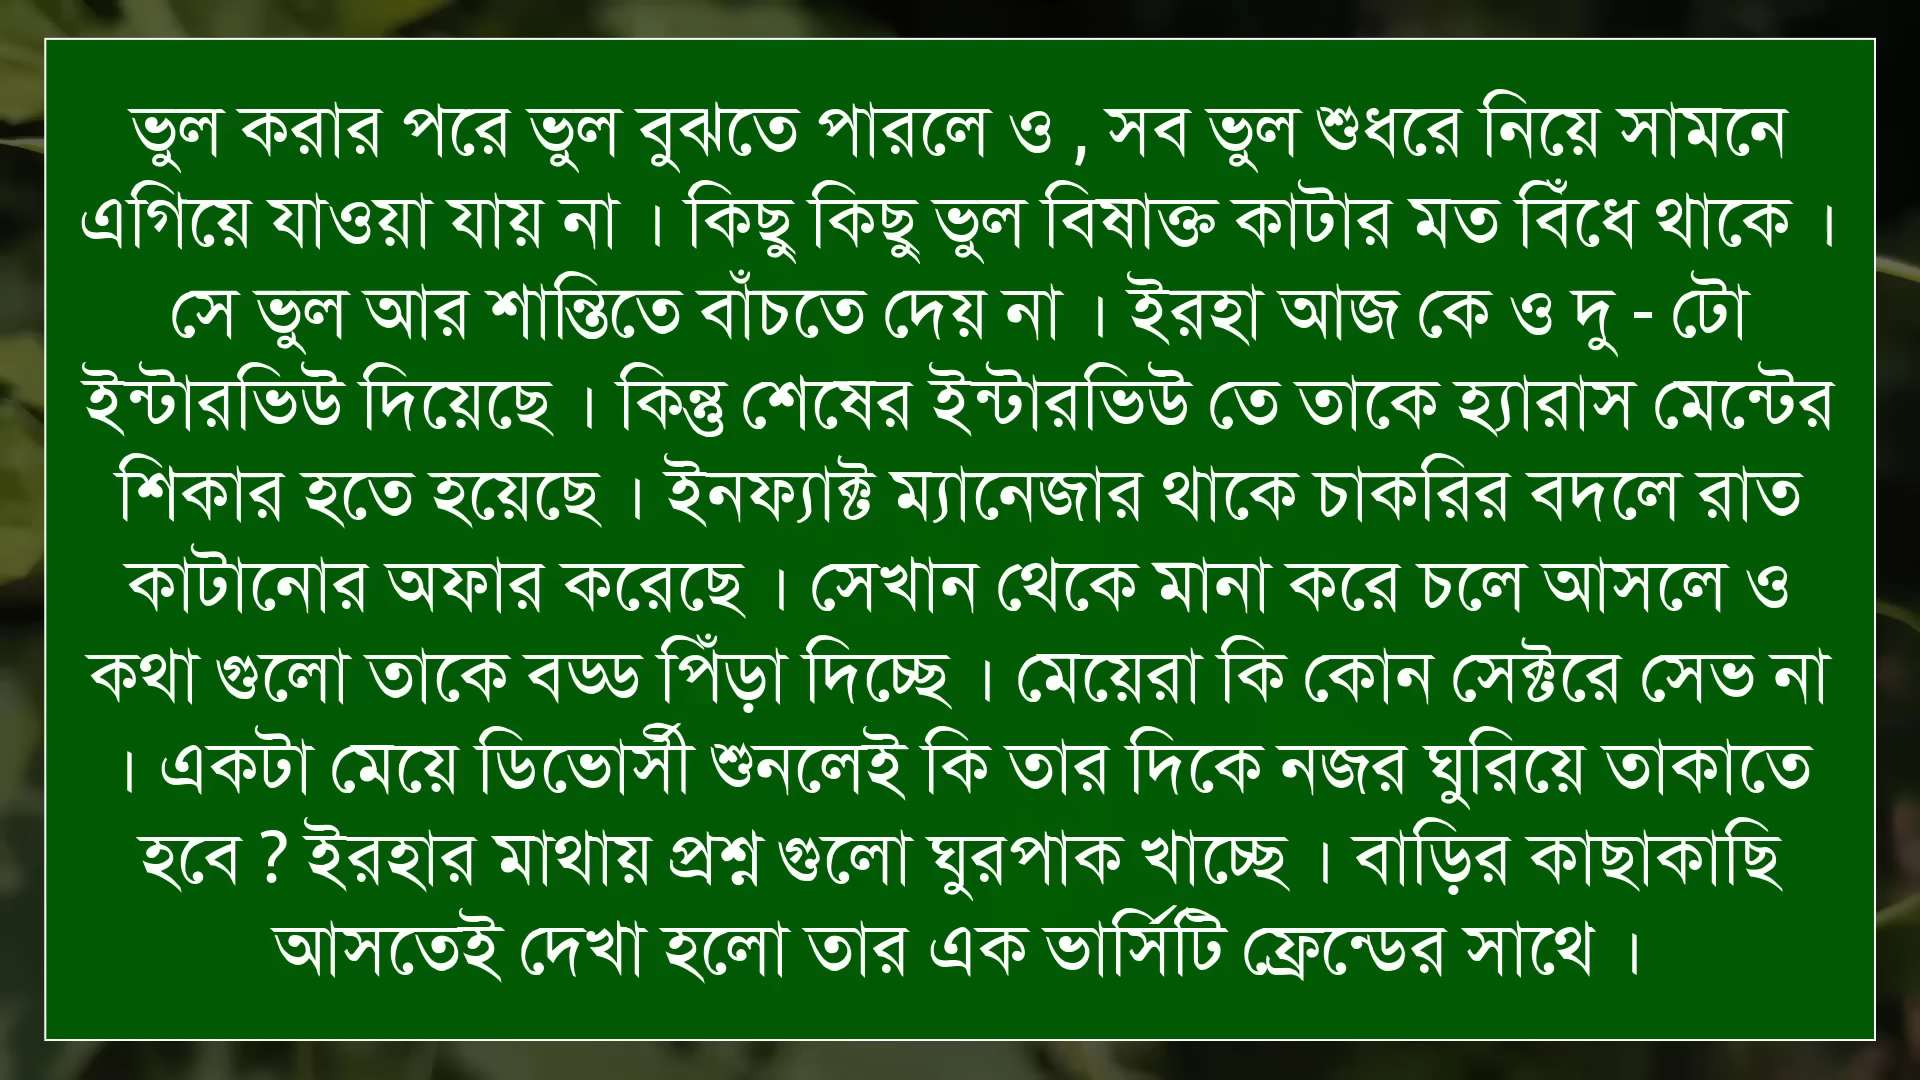 ভুল করার পরে ভুল বুঝতে পারলে ও , সব ভুল শুধরে নিয়ে সামনে
এগিয়ে যাওয়া যায় না । কিছু কিছু ভুল বিষাক্ত কাটার মত বিঁধে থাকে ।
সে ভুল আর শান্তিতে বাঁচতে দেয় না । ইরহা আজ কে ও দু - টো
ইন্টারভিউ দিয়েছে । কিন্তু শেষের ইন্টারভিউ তে তাকে হ্যারাস মেন্টের
শিকার হতে হয়েছে । ইনফ্যাক্ট ম্যানেজার থাকে চাকরির বদলে রাত
কাটানোর অফার করেছে । সেখান থেকে মানা করে চলে আসলে ও
কথা গুলো তাকে বড্ড পিঁড়া দিচ্ছে । মেয়েরা কি কোন সেক্টরে সেভ না
। একটা মেয়ে ডিভোর্সী শুনলেই কি তার দিকে নজর ঘুরিয়ে তাকাতে
হবে ? ইরহার মাথায় প্রশ্ন গুলো ঘুরপাক খাচ্ছে । বাড়ির কাছাকাছি
আসতেই দেখা হলো তার এক ভার্সিটি ফ্রেন্ডের সাথে ।